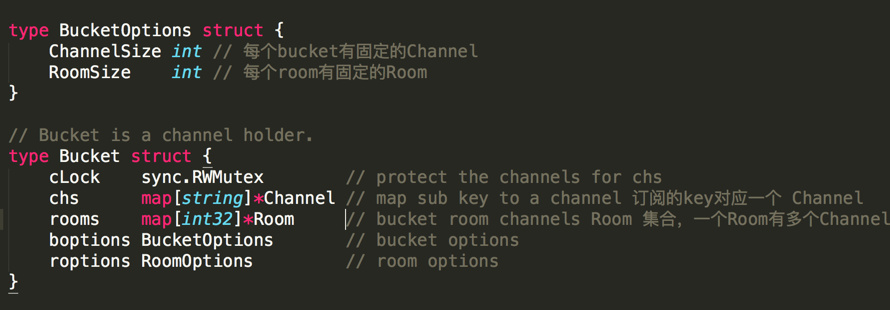 type BucketOptions struct {
    ChannelSize int // 每个bucket有固定的Channel
    RoomSize    int // 每个room有固定的Room
}

// Bucket is a channel holder.
type Bucket struct {
    cLock    sync.RWMutex        // protect the channels for chs
    chs      map[string]*Channel // map sub key to a channel 订阅的key对应一个 Channel
    rooms    map[int32]*Room     // bucket room channels Room 集合，一个Room有多个Channel
    boptions BucketOptions       // bucket options
    roptions RoomOptions         // room options
}